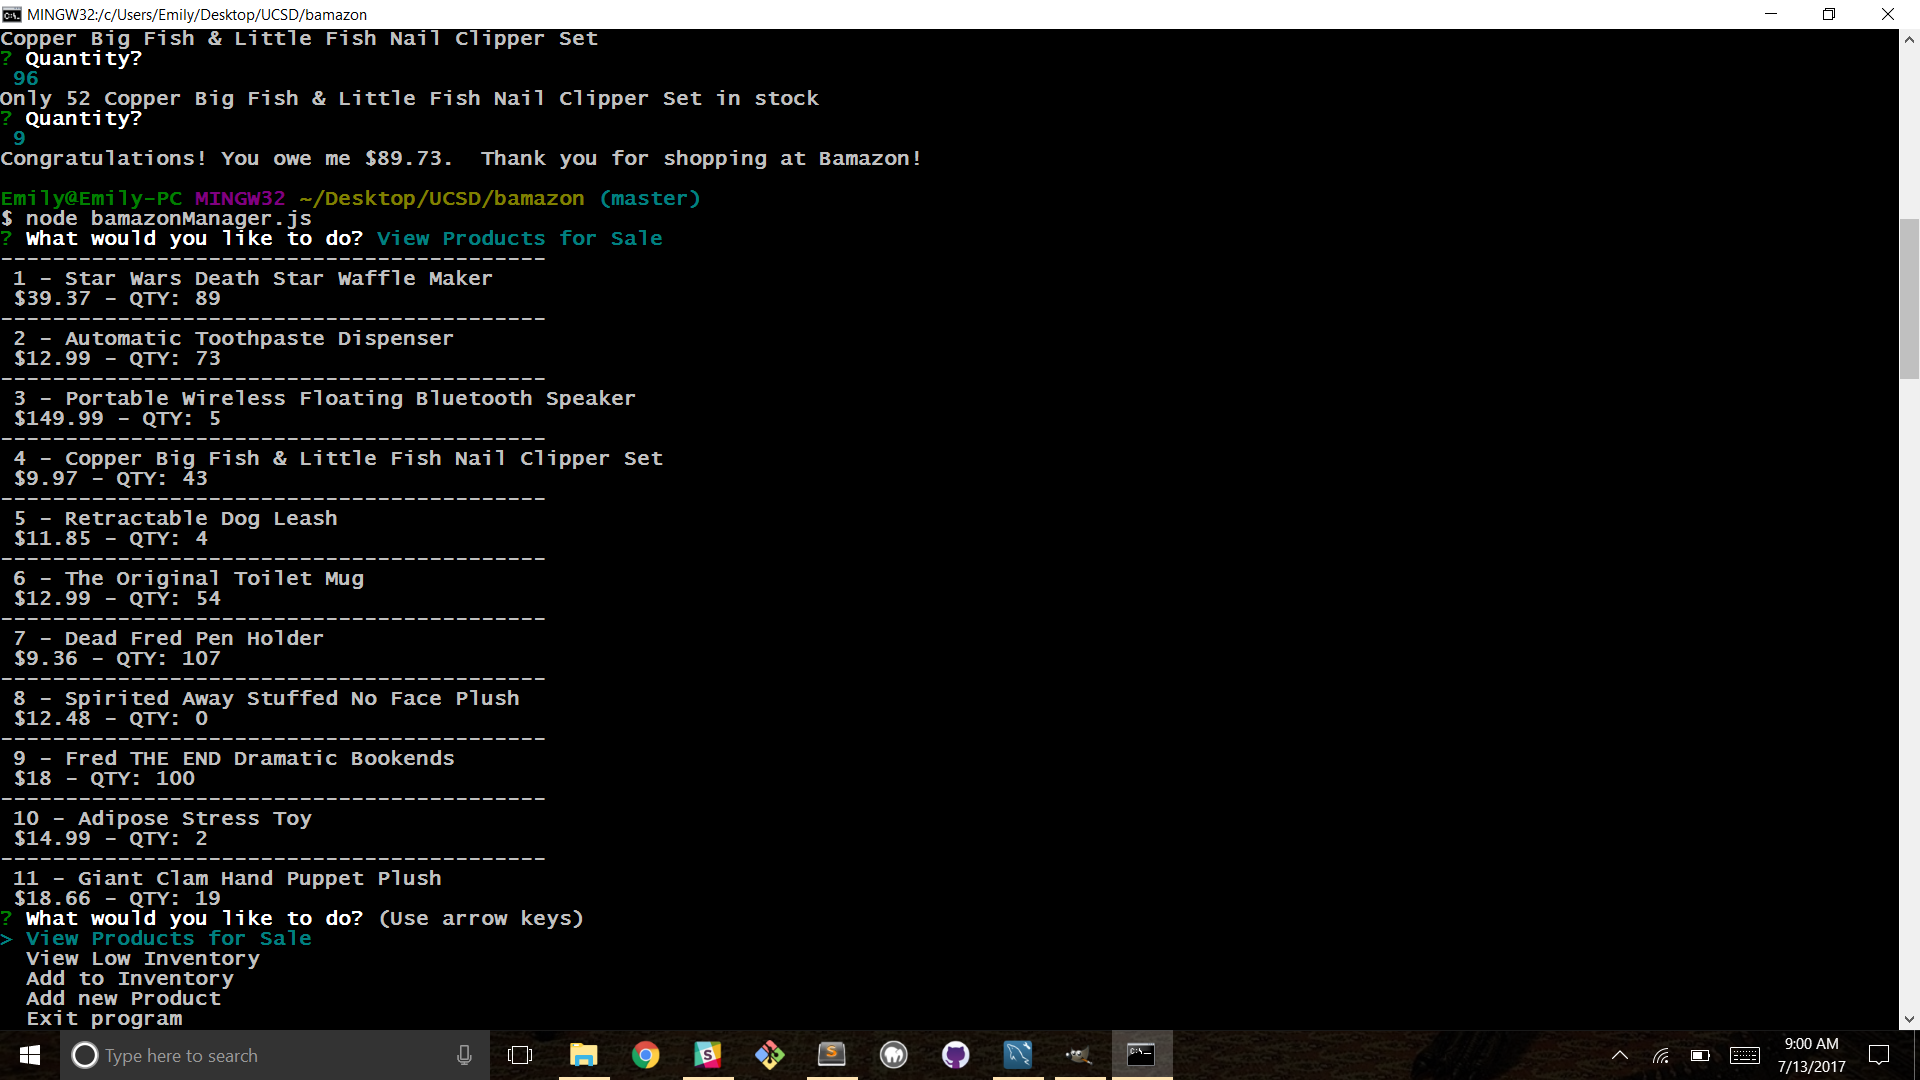 MINGW32:/c/Users/Emily/Desktop/UCSD/bamazon
Copper Big Fish & Little Fish Nail Clipper Set
? Quantity?
96
Only 52 Copper Big Fish & Little Fish Nail Clipper Set in stock
? Quantity?
9
Congratulations! You owe me $89.73.  Thank you for shopping at Bamazon!
Emily@Emily-PC MINGW32 ~/Desktop/UCSD/bamazon (master)
$ node bamazonManager.js
? What would you like to do? View Products for Sale
------------------------------------------
1 - Star Wars Death Star Waffle Maker
$39.37 - QTY: 89
------------------------------------------
2 - Automatic Toothpaste Dispenser
$12.99 - QTY: 73
------------------------------------------
3 - Portable Wireless Floating Bluetooth Speaker
$149.99 - QTY: 5
------------------------------------------
4 - Copper Big Fish & Little Fish Nail Clipper Set
$9.97 - QTY: 43
------------------------------------------
5 - Retractable Dog Leash
$11.85 - QTY: 4
------------------------------------------
6 - The Original Toilet Mug
$12.99 - QTY: 54
------------------------------------------
7 - Dead Fred Pen Holder
$9.36 - QTY: 107
------------------------------------------
8 - Spirited Away Stuffed No Face Plush
$12.48 - QTY: 0
------------------------------------------
9 - Fred THE END Dramatic Bookends
$18 - QTY: 100
------------------------------------------
10 - Adipose Stress Toy
$14.99 - QTY: 2
------------------------------------------
11 - Giant Clam Hand Puppet Plush
$18.66 - QTY: 19
? What would you like to do? (Use arrow keys)
> View Products for Sale
View Low Inventory
Add to Inventory
Add new Product
Exit program
Type here to search
9:00 AM
7/13/2017